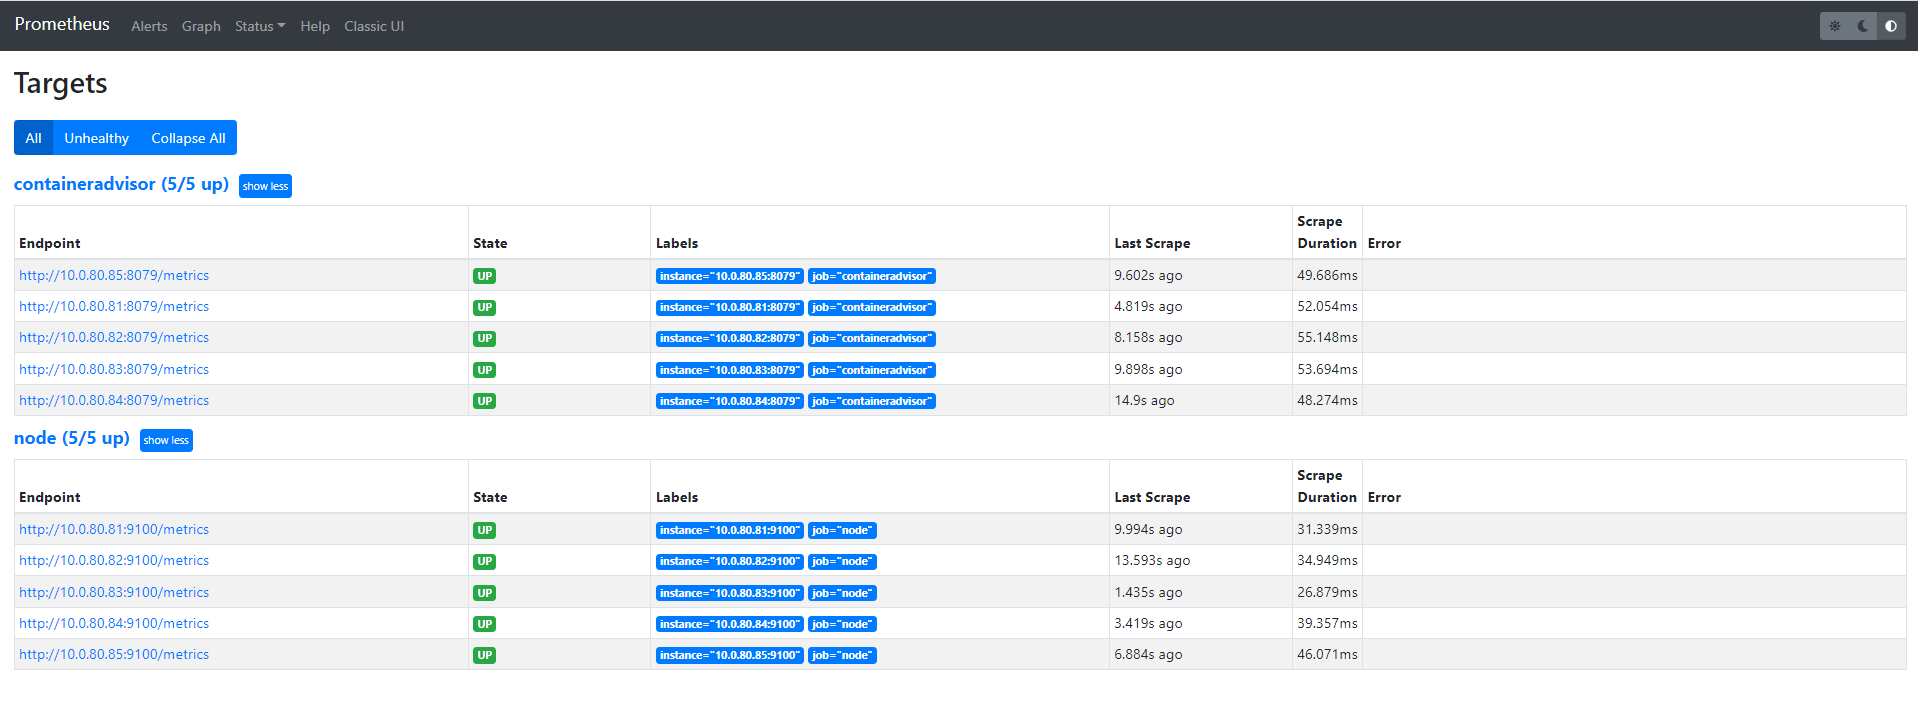 Prometheus Alerts Graph Status Help Classic UI
Targets
All Unhealthy Collapse All
containeradvisor (5/5 up) show less
Endpoint State Labels Last Scrape Scrape Duration Error
http://10.0.80.85:8079/metrics UP instance="10.0.80.85:8079" job="containeradvisor" 9.602s ago 49.686ms
http://10.0.80.81:8079/metrics UP instance="10.0.80.81:8079" job="containeradvisor" 4.819s ago 52.054ms
http://10.0.80.82:8079/metrics UP instance="10.0.80.82:8079" job="containeradvisor" 8.158s ago 55.148ms
http://10.0.80.83:8079/metrics UP instance="10.0.80.83:8079" job="containeradvisor" 9.898s ago 53.694ms
http://10.0.80.84:8079/metrics UP instance="10.0.80.84:8079" job="containeradvisor" 14.9s ago 48.274ms
node (5/5 up) show less
Endpoint State Labels Last Scrape Scrape Duration Error
http://10.0.80.81:9100/metrics UP instance="10.0.80.81:9100" job="node" 9.994s ago 31.339ms
http://10.0.80.82:9100/metrics UP instance="10.0.80.82:9100" job="node" 13.593s ago 34.949ms
http://10.0.80.83:9100/metrics UP instance="10.0.80.83:9100" job="node" 1.435s ago 26.879ms
http://10.0.80.84:9100/metrics UP instance="10.0.80.84:9100" job="node" 3.419s ago 39.357ms
http://10.0.80.85:9100/metrics UP instance="10.0.80.85:9100" job="node" 6.884s ago 46.071ms